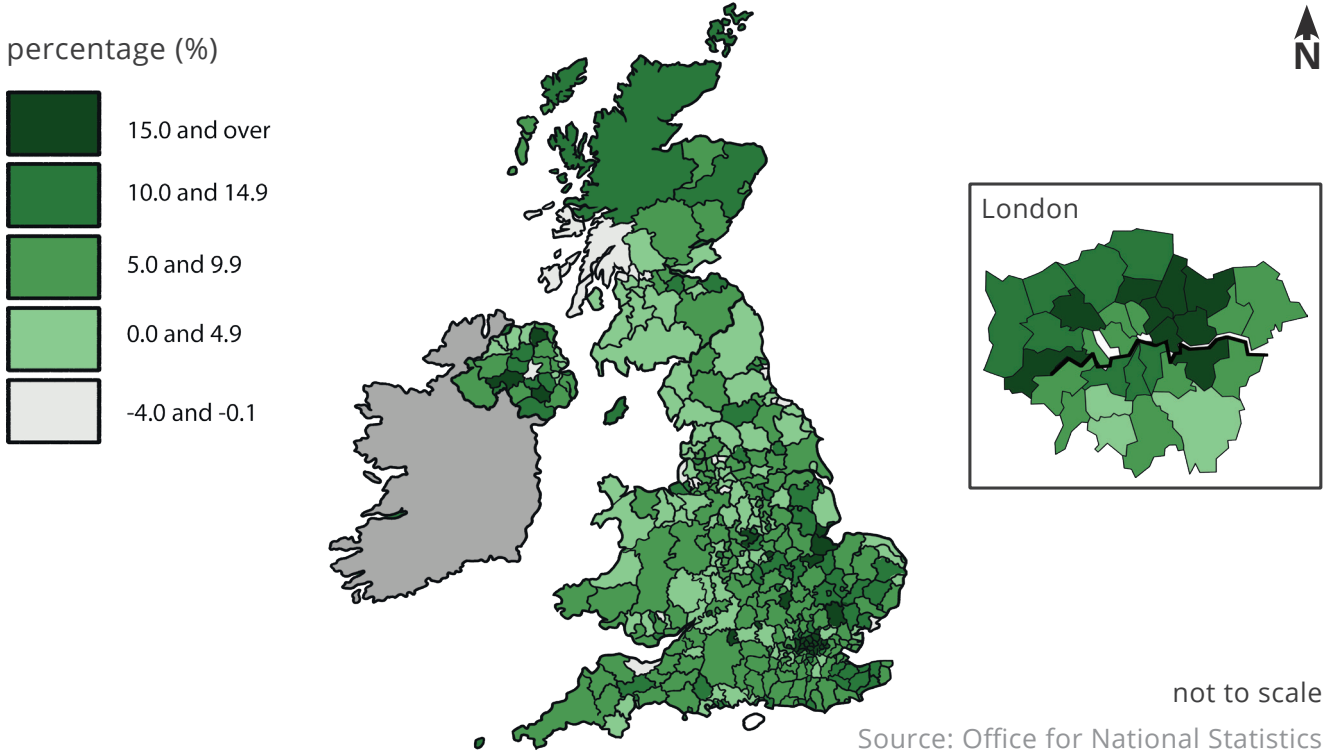 percentage (%)
15.0 and over
10.0 and 14.9
5.0 and 9.9
0.0 and 4.9
-4.0 and -0.1
N
London
not to scale
Source: Office for National Statistics